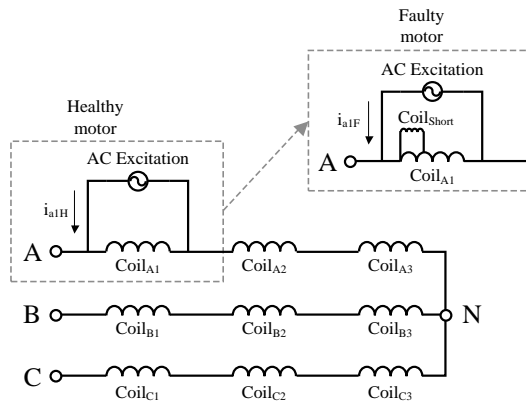 Faulty
motor
AC Excitation
i_a1F
Coil_Short
A
Coil_A1
Healthy
motor
AC Excitation
i_a1H
A
Coil_A1 Coil_A2 Coil_A3
B N
Coil_B1 Coil_B2 Coil_B3
C
Coil_C1 Coil_C2 Coil_C3